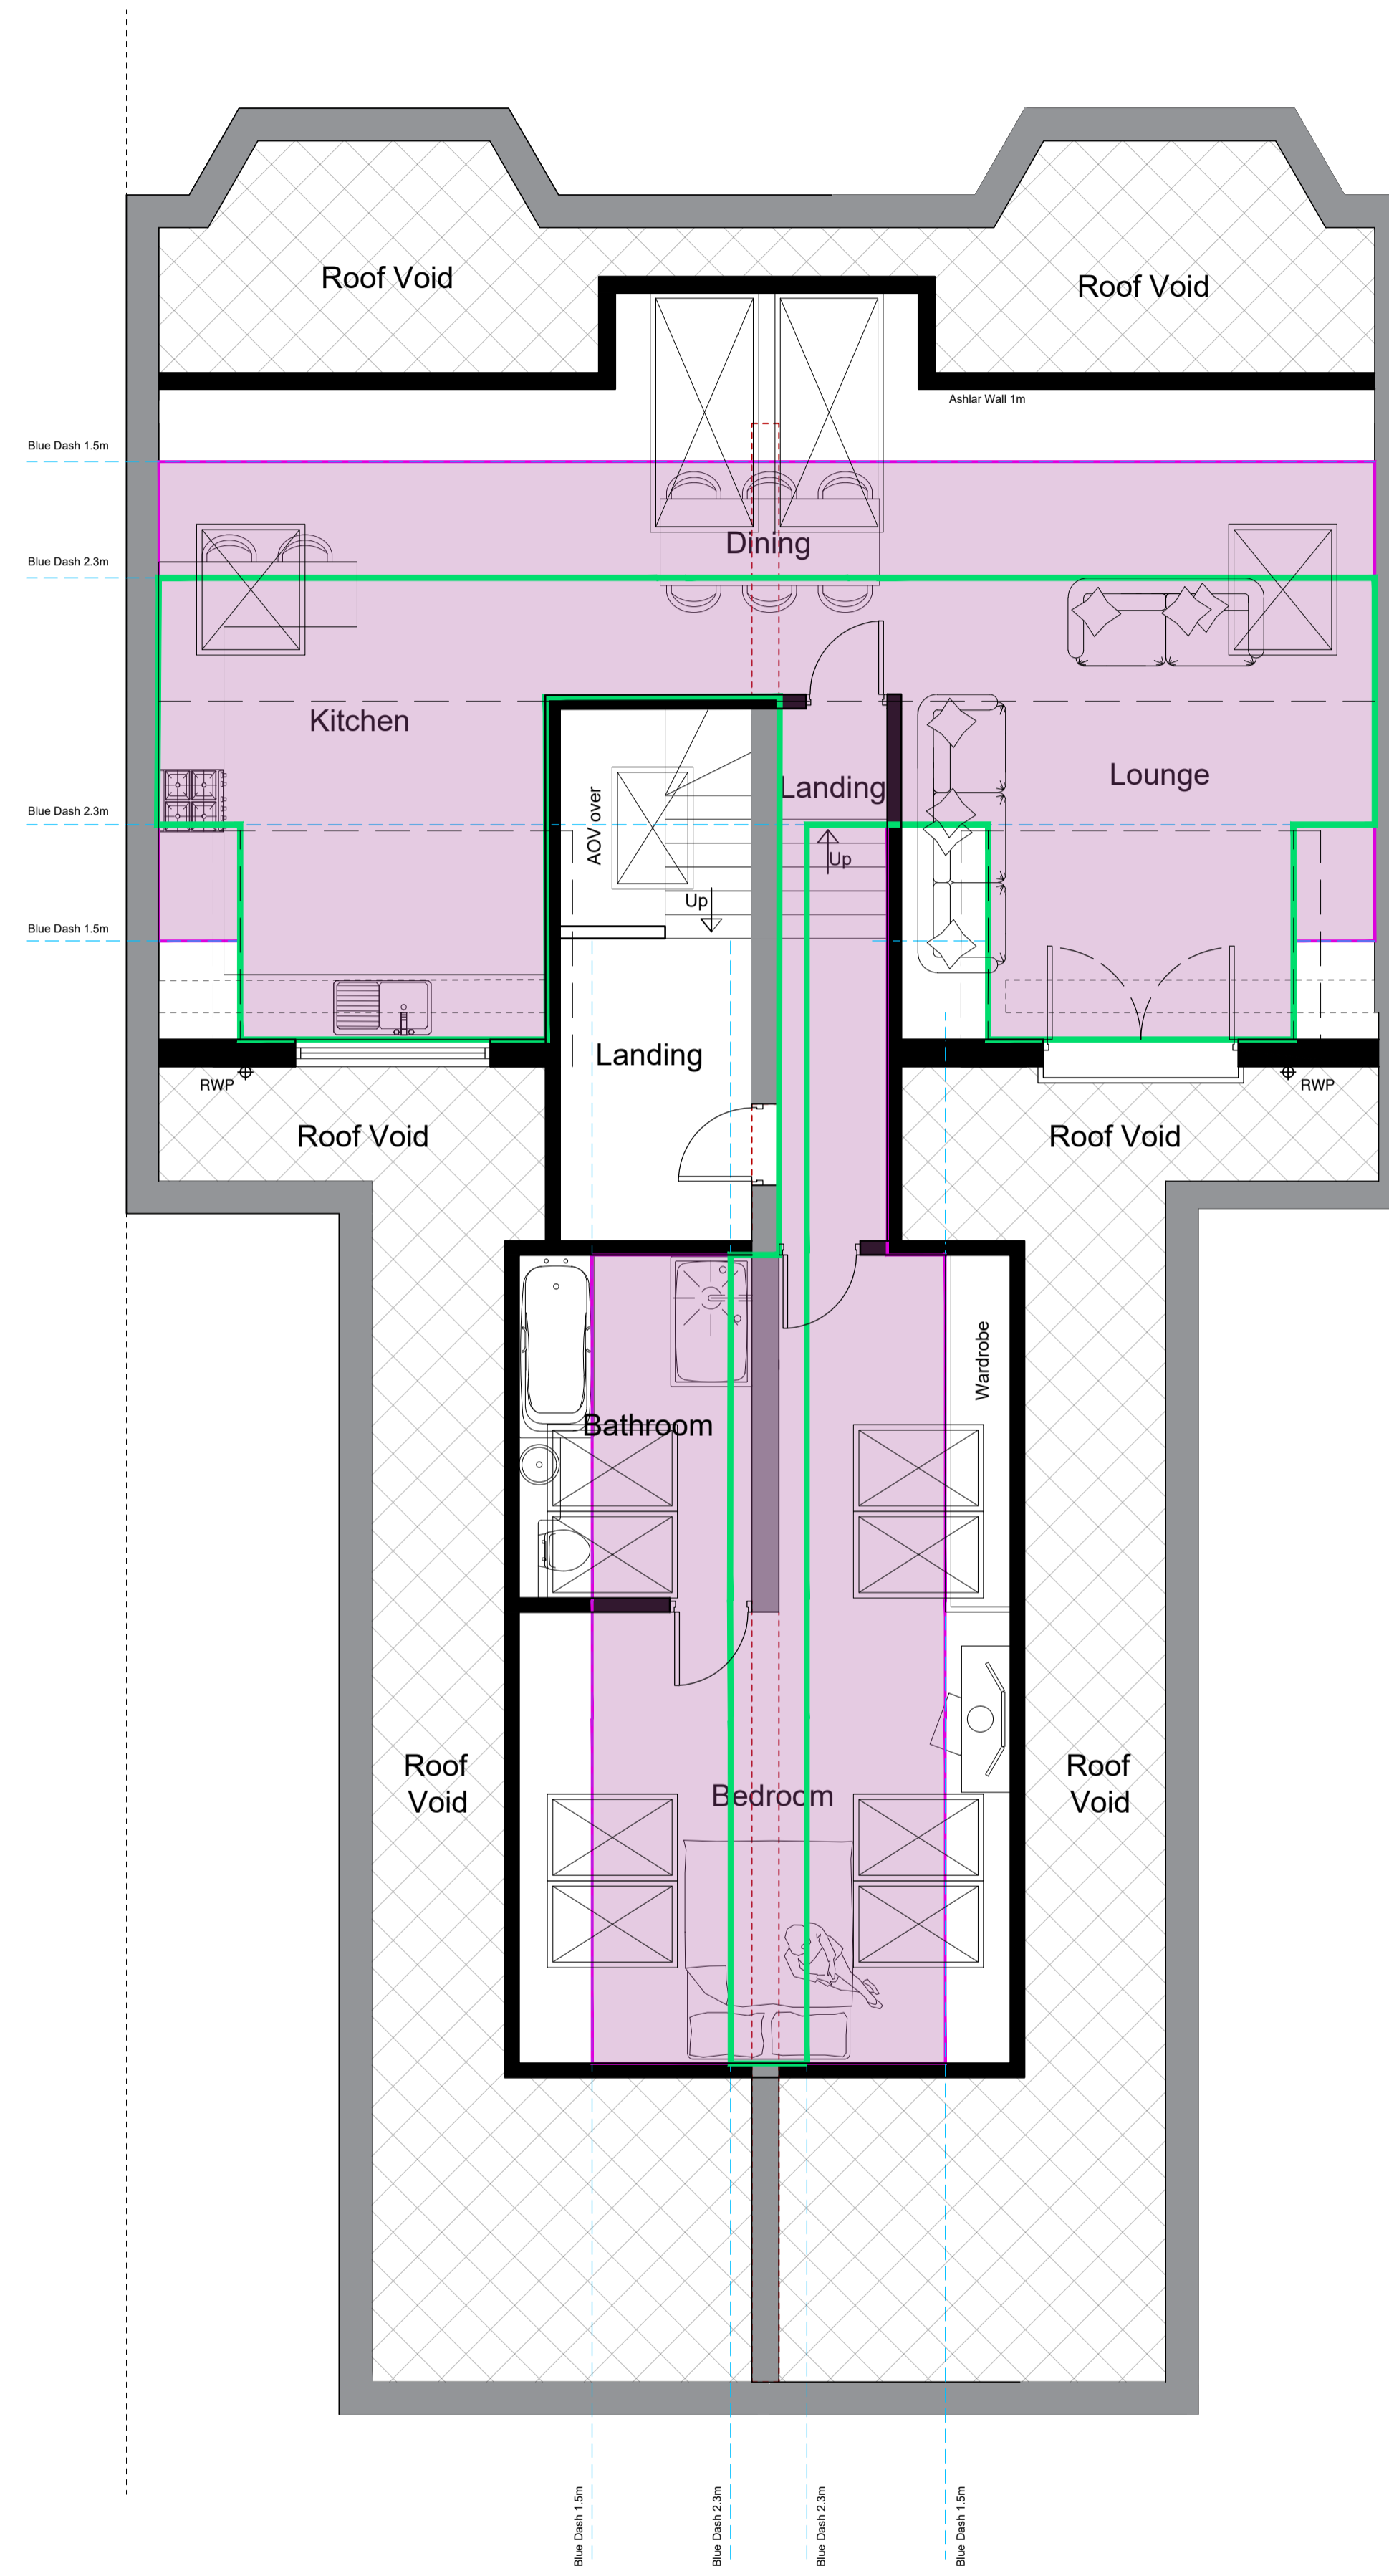 Roof Void
Roof Void
Ashlar Wall 1m
Blue Dash 1.5m
Dining
Blue Dash 2.3m
Kitchen
Lounge
Landing
AOV over
Blue Dash 2.3m
Up
Up
Blue Dash 1.5m
Landing
RWP
RWP
Roof Void
Roof Void
Wardrobe
Bathroom
Roof
Void
Bedroom
Roof
Void
Blue Dash 1.5m
Blue Dash 2.3m
Blue Dash 2.3m
Blue Dash 1.5m